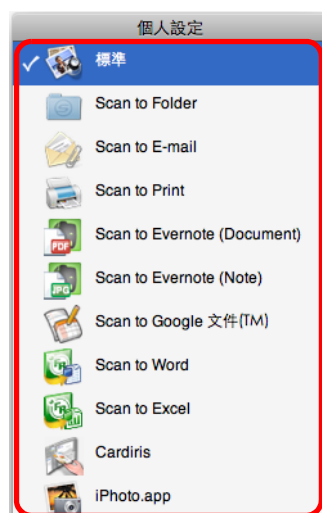 個人設定
標準
Scan to Folder
Scan to E-mail
Scan to Print
PDF
Scan to Evernote (Document)
JPG
Scan to Evernote (Note)
Scan to Google 文件(TM)
Scan to Word
Scan to Excel
Cardiris
iPhoto.app